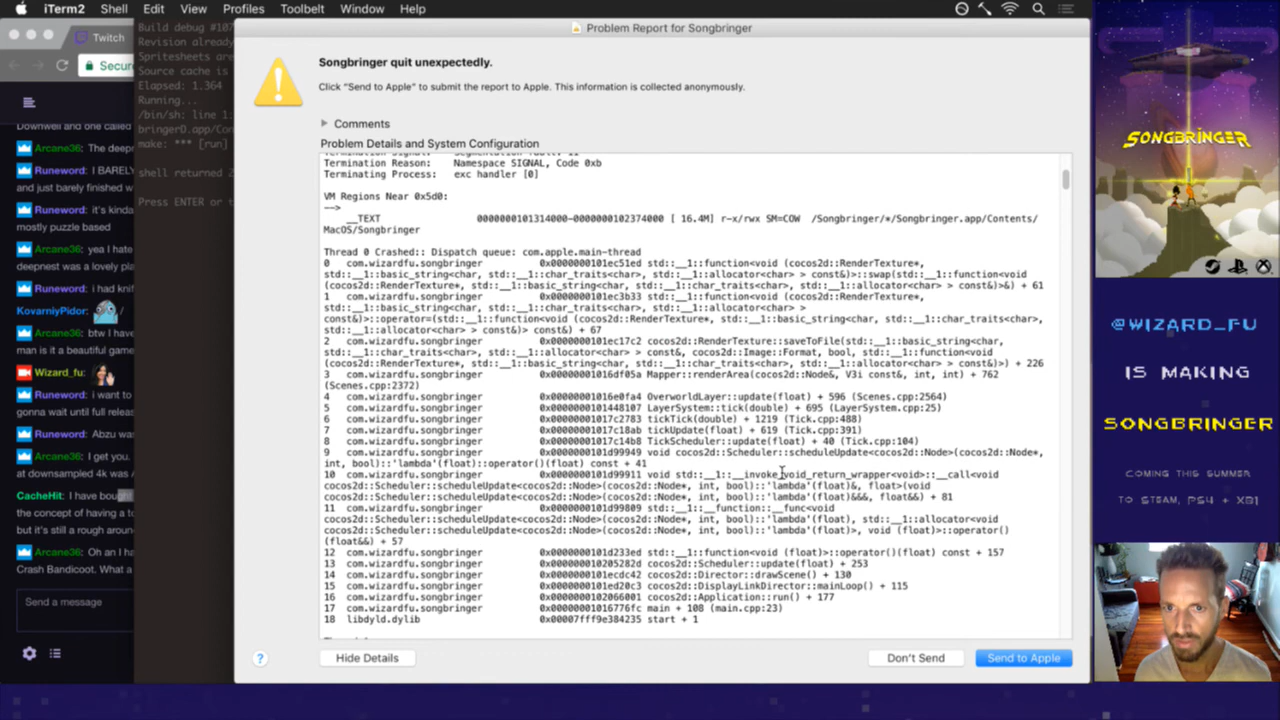 iTerm2 Shell Edit View Profiles Toolbelt Window Help
Twitch
Secur
Downwell and one called
Arcane36: The deep
Runeword: I BARELY
and just barely finished w
Runeword: it's kinda
mostly puzzle based
Arcane36: yea I hate
deepnest was a lovely pla
Runeword: i had knif
KovarniyPidor: /
Arcane36: btw I have
man is it a beautiful game
Wizard_fu:
Runeword: i want to
gonna wait until full releas
Runeword: Abzu was
Arcane36: I get you.
at downsampled 4k was A
CacheHit: I have bough
the concept of having a to
but it's still a rough aroun
Arcane36: Oh an I ha
Crash Bandicoot. What a
Send a message
Build debug #107
Revision already
Spritesheets are
Source cache is
Elapsed: 1.364
Running...
/bin/sh: line 1:
bringerD.app/Con
make: *** [run]
shell returned 2
Press ENTER or t
Problem Report for Songbringer
Songbringer quit unexpectedly.
Click “Send to Apple” to submit the report to Apple. This information is collected anonymously.
Comments
Problem Details and System Configuration
Termination Signal: Segmentation fault: 11
Termination Reason: Namespace SIGNAL, Code 0xb
Terminating Process: exc handler [0]
VM Regions Near 0x5d0:
-->
__TEXT 0000000101314000-0000000102374000 [ 16.4M] r-x/rwx SM=COW /Songbringer/*/Songbringer.app/Contents/
MacOS/Songbringer
Thread 0 Crashed:: Dispatch queue: com.apple.main-thread
0 com.wizardfu.songbringer 0x0000000101ec51ed std::__1::function<void (cocos2d::RenderTexture*,
std::__1::basic_string<char, std::__1::char_traits<char>, std::__1::allocator<char> > const&)>::swap(std::__1::function<void
(cocos2d::RenderTexture*, std::__1::basic_string<char, std::__1::char_traits<char>, std::__1::allocator<char> > const&)>&) + 61
1 com.wizardfu.songbringer 0x0000000101ec3b33 std::__1::function<void (cocos2d::RenderTexture*,
std::__1::basic_string<char, std::__1::char_traits<char>, std::__1::allocator<char> >
const&)>::operator=(std::__1::function<void (cocos2d::RenderTexture*, std::__1::basic_string<char,
std::__1::char_traits<char>, std::__1::allocator<char> > const&)> const&) + 67
2 com.wizardfu.songbringer 0x0000000101ec17c2 cocos2d::RenderTexture::saveToFile(std::__1::basic_string<char,
std::__1::char_traits<char>, std::__1::allocator<char> > const&, cocos2d::Image::Format, bool, std::__1::function<void
(cocos2d::RenderTexture*, std::__1::basic_string<char, std::__1::char_traits<char>, std::__1::allocator<char> > const&)>) + 226
3 com.wizardfu.songbringer 0x00000001016df05a Mapper::renderArea(cocos2d::Node&, V3i const&, int, int) + 762
(Scenes.cpp:2372)
4 com.wizardfu.songbringer 0x00000001016e0fa4 OverworldLayer::update(float) + 596 (Scenes.cpp:2564)
5 com.wizardfu.songbringer 0x0000000101448107 LayerSystem::tick(double) + 695 (LayerSystem.cpp:25)
6 com.wizardfu.songbringer 0x00000001017c2783 tickTick(double) + 1219 (Tick.cpp:488)
7 com.wizardfu.songbringer 0x00000001017c18ab tickUpdate(float) + 619 (Tick.cpp:391)
8 com.wizardfu.songbringer 0x00000001017c14b8 TickScheduler::update(float) + 40 (Tick.cpp:104)
9 com.wizardfu.songbringer 0x0000000101d99949 void cocos2d::Scheduler::scheduleUpdate<cocos2d::Node>(cocos2d::Node*,
int, bool)::'lambda'(float)::operator()(float) const + 41
10 com.wizardfu.songbringer 0x0000000101d99911 void std::__1::__invoke_void_return_wrapper<void>::__call<void
cocos2d::Scheduler::scheduleUpdate<cocos2d::Node>(cocos2d::Node*, int, bool)::'lambda'(float)&, float>(void
cocos2d::Scheduler::scheduleUpdate<cocos2d::Node>(cocos2d::Node*, int, bool)::'lambda'(float)&&&, float&&) + 81
11 com.wizardfu.songbringer 0x0000000101d99809 std::__1::__function::__func<void
cocos2d::Scheduler::scheduleUpdate<cocos2d::Node>(cocos2d::Node*, int, bool)::'lambda'(float), std::__1::allocator<void
cocos2d::Scheduler::scheduleUpdate<cocos2d::Node>(cocos2d::Node*, int, bool)::'lambda'(float)>, void (float)>::operator()
(float&&) + 57
12 com.wizardfu.songbringer 0x0000000101d233ed std::__1::function<void (float)>::operator()(float) const + 157
13 com.wizardfu.songbringer 0x000000010205282d cocos2d::Scheduler::update(float) + 253
14 com.wizardfu.songbringer 0x0000000101ecdc42 cocos2d::Director::drawScene() + 130
15 com.wizardfu.songbringer 0x0000000101ed20c3 cocos2d::DisplayLinkDirector::mainLoop() + 115
16 com.wizardfu.songbringer 0x0000000102066001 cocos2d::Application::run() + 177
17 com.wizardfu.songbringer 0x00000001016776fc main + 108 (main.cpp:23)
18 libdyld.dylib 0x00007fff9e384235 start + 1
? Hide Details Don't Send Send to Apple
SONGBRINGER
@WIZARD_FU
IS MAKING
SONGBRINGER
COMING THIS SUMMER
TO STEAM, PS4 + XB1